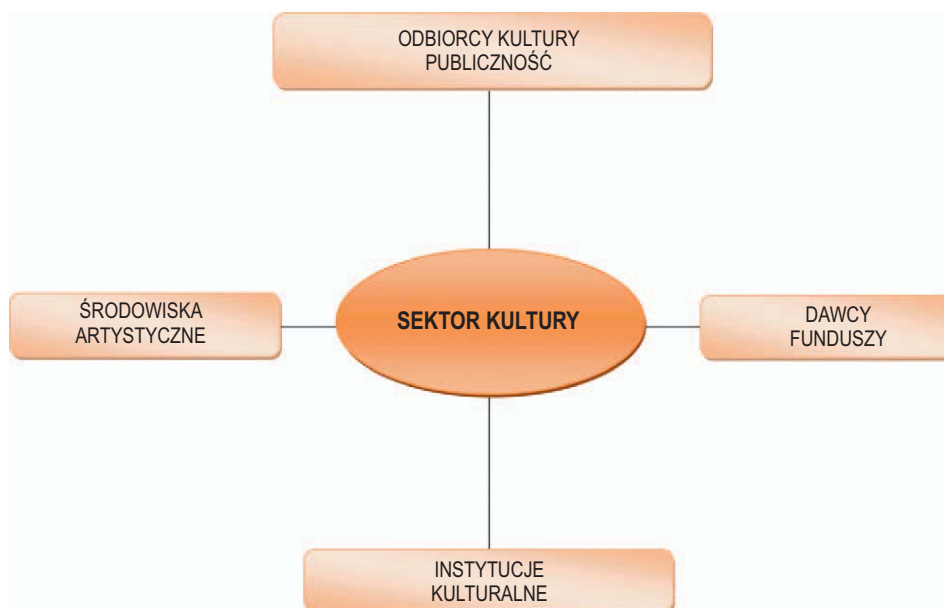 ODBIORCY KULTURY
PUBLICZNOŚĆ
ŚRODOWISKA
ARTYSTYCZNE
SEKTOR KULTURY
DAWCY
FUNDUSZY
INSTYTUCJE
KULTURALNE